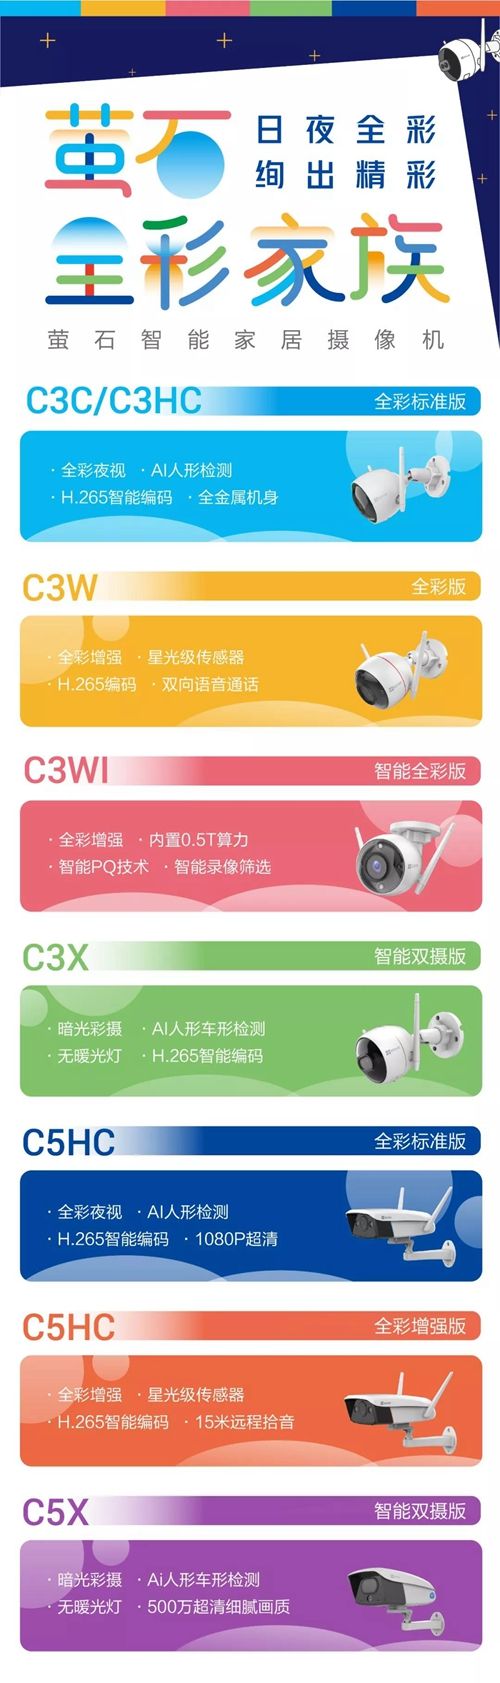 萤石
日夜全彩
绚出精彩
全彩家族
萤石智能家居摄像机
C3C/C3HC 全彩标准版
· 全彩夜视 · AI人形检测
· H.265智能编码 · 全金属机身
C3W 全彩版
· 全彩增强 · 星光级传感器
· H.265编码 · 双向语音通话
C3WI 智能全彩版
· 全彩增强 · 内置0.5T算力
· 智能PQ技术 · 智能录像筛选
C3X 智能双摄版
· 暗光彩摄 · AI人形车形检测
· 无暖光灯 · H.265智能编码
C5HC 全彩标准版
· 全彩夜视 · AI人形检测
· H.265智能编码 · 1080P超清
C5HC 全彩增强版
· 全彩增强 · 星光级传感器
· H.265智能编码 · 15米远程拾音
C5X 智能双摄版
· 暗光彩摄 · Ai人形车形检测
· 无暖光灯 · 500万超清细腻画质